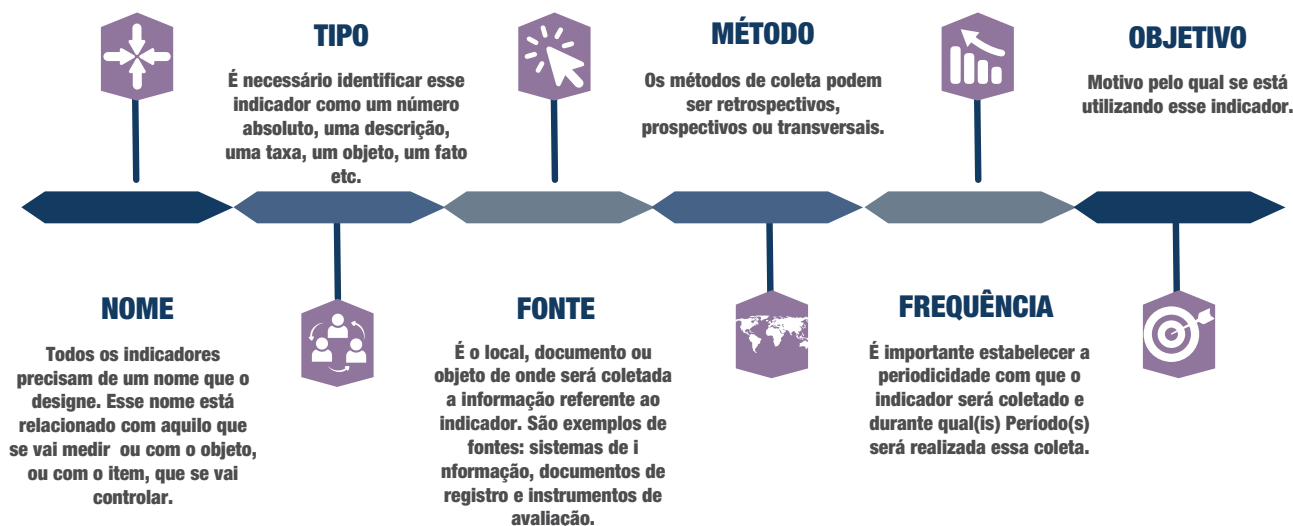 NOME
Todos os indicadores
precisam de um nome que o
designe. Esse nome está
relacionado com aquilo que
se vai medir ou com o objeto,
ou com o item, que se vai
controlar.
TIPO
É necessário identificar esse
indicador como um número
absoluto, uma descrição,
uma taxa, um objeto, um fato
etc.
FONTE
É o local, documento ou
objeto de onde será coletada
a informação referente ao
indicador. São exemplos de
fontes: sistemas de i
nformação, documentos de
registro e instrumentos de
avaliação.
MÉTODO
Os métodos de coleta podem
ser retrospectivos,
prospectivos ou transversais.
FREQUÊNCIA
É importante estabelecer a
periodicidade com que o
indicador será coletado e
durante qual(is) Período(s)
será realizada essa coleta.
OBJETIVO
Motivo pelo qual se está
utilizando esse indicador.